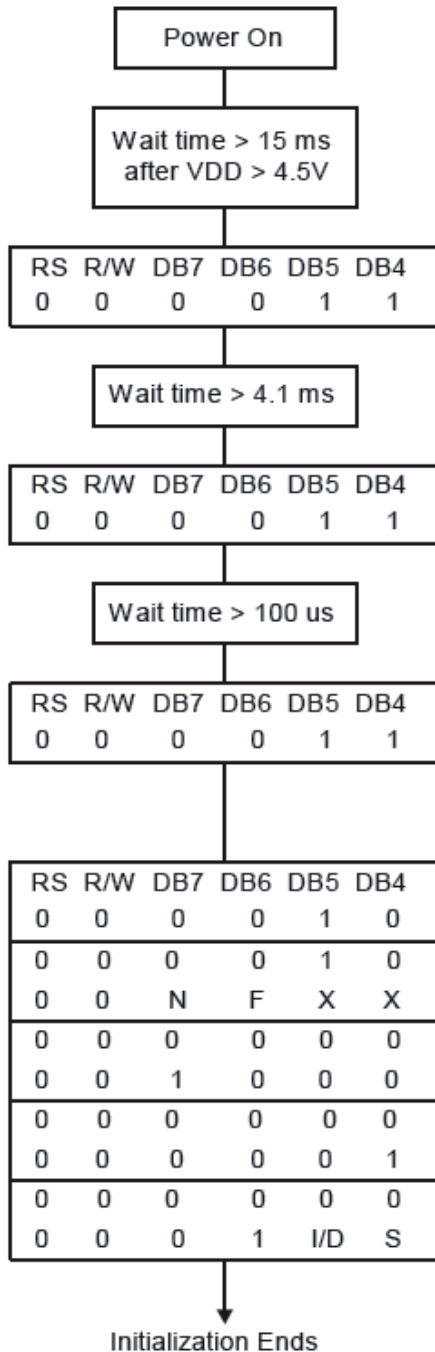 Power On
Wait time > 15 ms
after VDD > 4.5V
RS R/W DB7 DB6 DB5 DB4
0 0 0 0 1 1
Wait time > 4.1 ms
RS R/W DB7 DB6 DB5 DB4
0 0 0 0 1 1
Wait time > 100 us
RS R/W DB7 DB6 DB5 DB4
0 0 0 0 1 1
RS R/W DB7 DB6 DB5 DB4
0 0 0 0 1 0
0 0 0 0 1 0
0 0 N F X X
0 0 0 0 0 0
0 0 1 0 0 0
0 0 0 0 0 0
0 0 0 0 0 1
0 0 0 0 0 0
0 0 0 1 I/D S
Initialization Ends